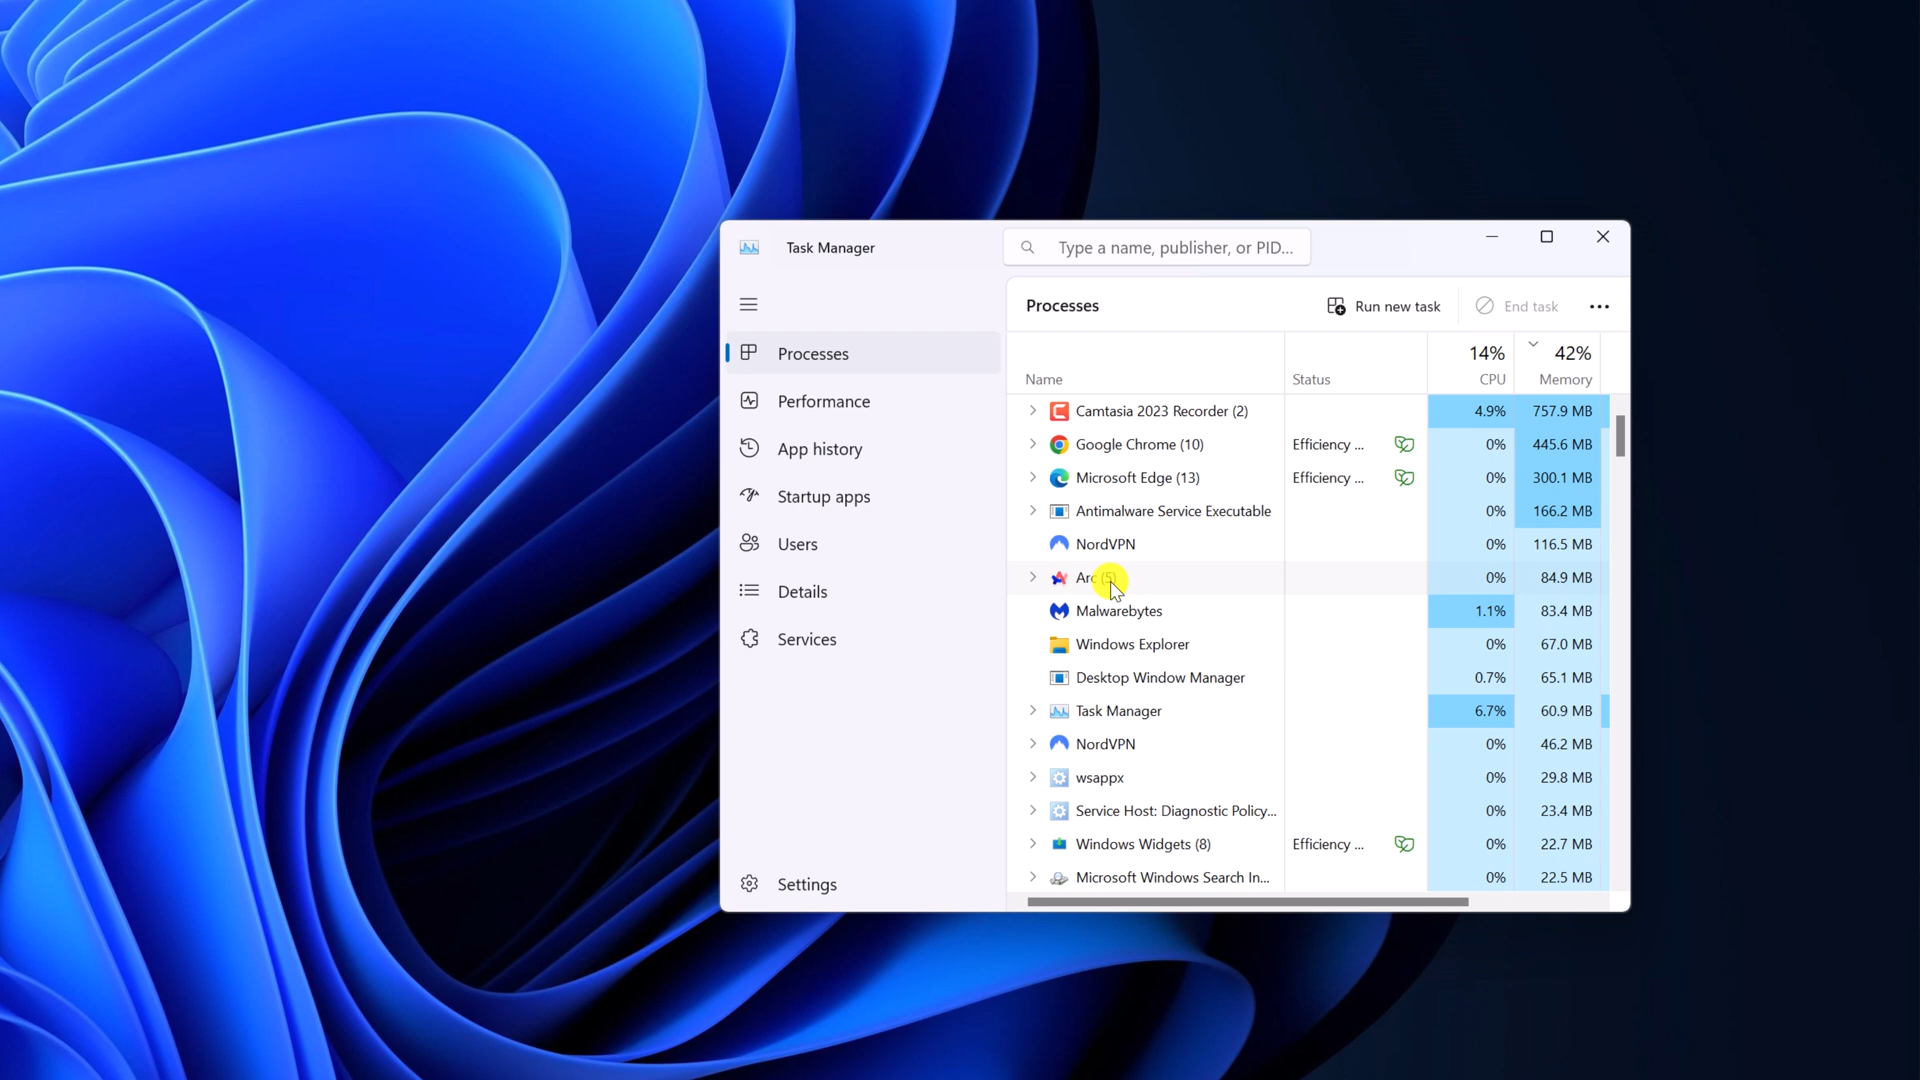 Task Manager
Type a name, publisher, or PID...
Processes
Run new task
End task
Processes
Performance
App history
Startup apps
Users
Details
Services
Settings
14% 42%
Name Status CPU Memory
Camtasia 2023 Recorder (2) 4.9% 757.9 MB
Google Chrome (10) Efficiency ... 0% 445.6 MB
Microsoft Edge (13) Efficiency ... 0% 300.1 MB
Antimalware Service Executable 0% 166.2 MB
NordVPN 0% 116.5 MB
Arc (5) 0% 84.9 MB
Malwarebytes 1.1% 83.4 MB
Windows Explorer 0% 67.0 MB
Desktop Window Manager 0.7% 65.1 MB
Task Manager 6.7% 60.9 MB
NordVPN 0% 46.2 MB
wsappx 0% 29.8 MB
Service Host: Diagnostic Policy... 0% 23.4 MB
Windows Widgets (8) Efficiency ... 0% 22.7 MB
Microsoft Windows Search In... 0% 22.5 MB